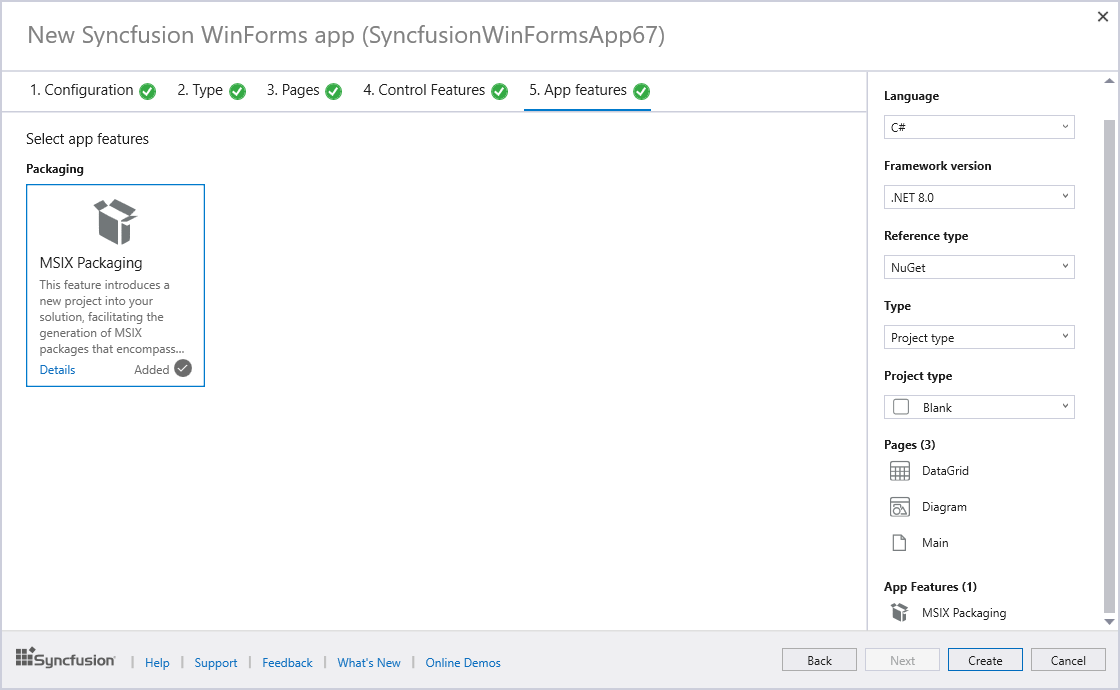 New Syncfusion WinForms app (SyncfusionWinFormsApp67)
1. Configuration
2. Type
3. Pages
4. Control Features
5. App features
Select app features
Packaging
MSIX Packaging
This feature introduces a
new project into your
solution, facilitating the
generation of MSIX
packages that encompass...
Details
Added
Language
C#
Framework version
.NET 8.0
Reference type
NuGet
Type
Project type
Project type
Blank
Pages (3)
DataGrid
Diagram
Main
App Features (1)
MSIX Packaging
Syncfusion
Help
Support
Feedback
What's New
Online Demos
Back
Next
Create
Cancel